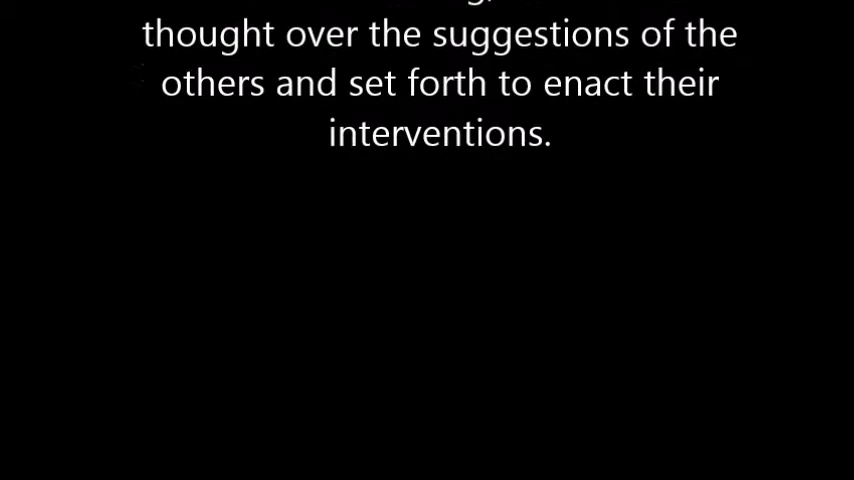 thought over the suggestions of the
others and set forth to enact their
interventions.